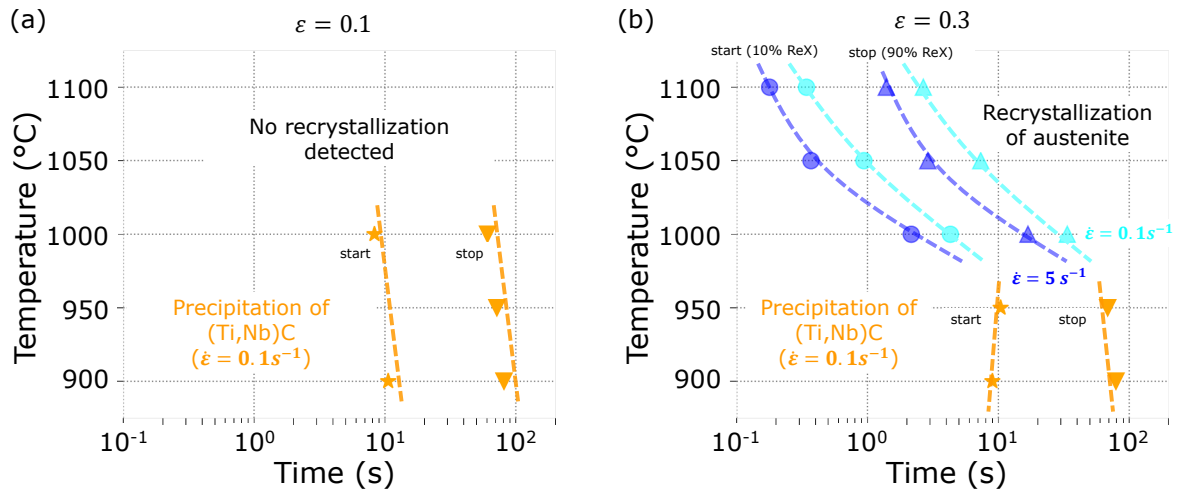 (a)
ε = 0.1
Temperature (°C)
1100
1050
1000
950
900
No recrystallization
detected
start
stop
Precipitation of
(Ti,Nb)C
(ε̇ = 0.1s⁻¹)
10⁻¹
10⁰
10¹
10²
Time (s)
(b)
ε = 0.3
Temperature (°C)
1100
1050
1000
950
900
start (10% ReX)
stop (90% ReX)
Recrystallization
of austenite
ε̇ = 0.1s⁻¹
ε̇ = 5 s⁻¹
Precipitation of
(Ti,Nb)C
(ε̇ = 0.1s⁻¹)
start
stop
10⁻¹
10⁰
10¹
10²
Time (s)